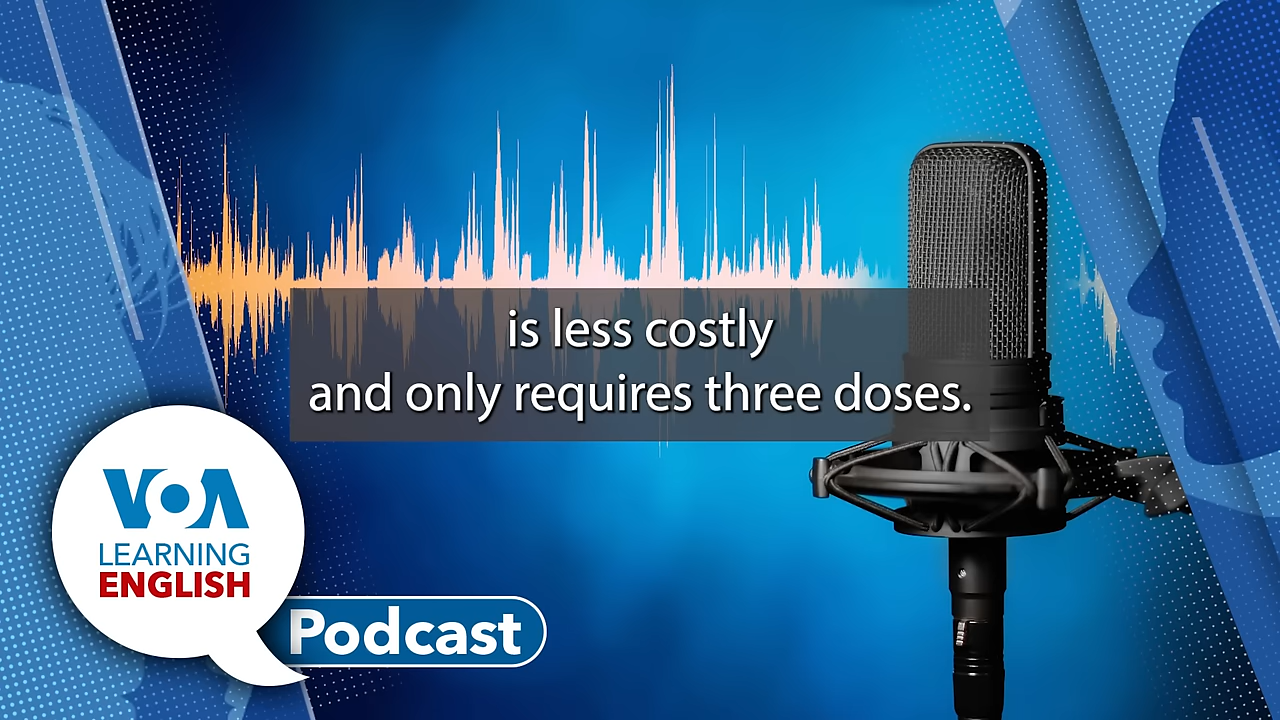 is less costly
and only requires three doses.
VOA
LEARNING
ENGLISH
Podcast